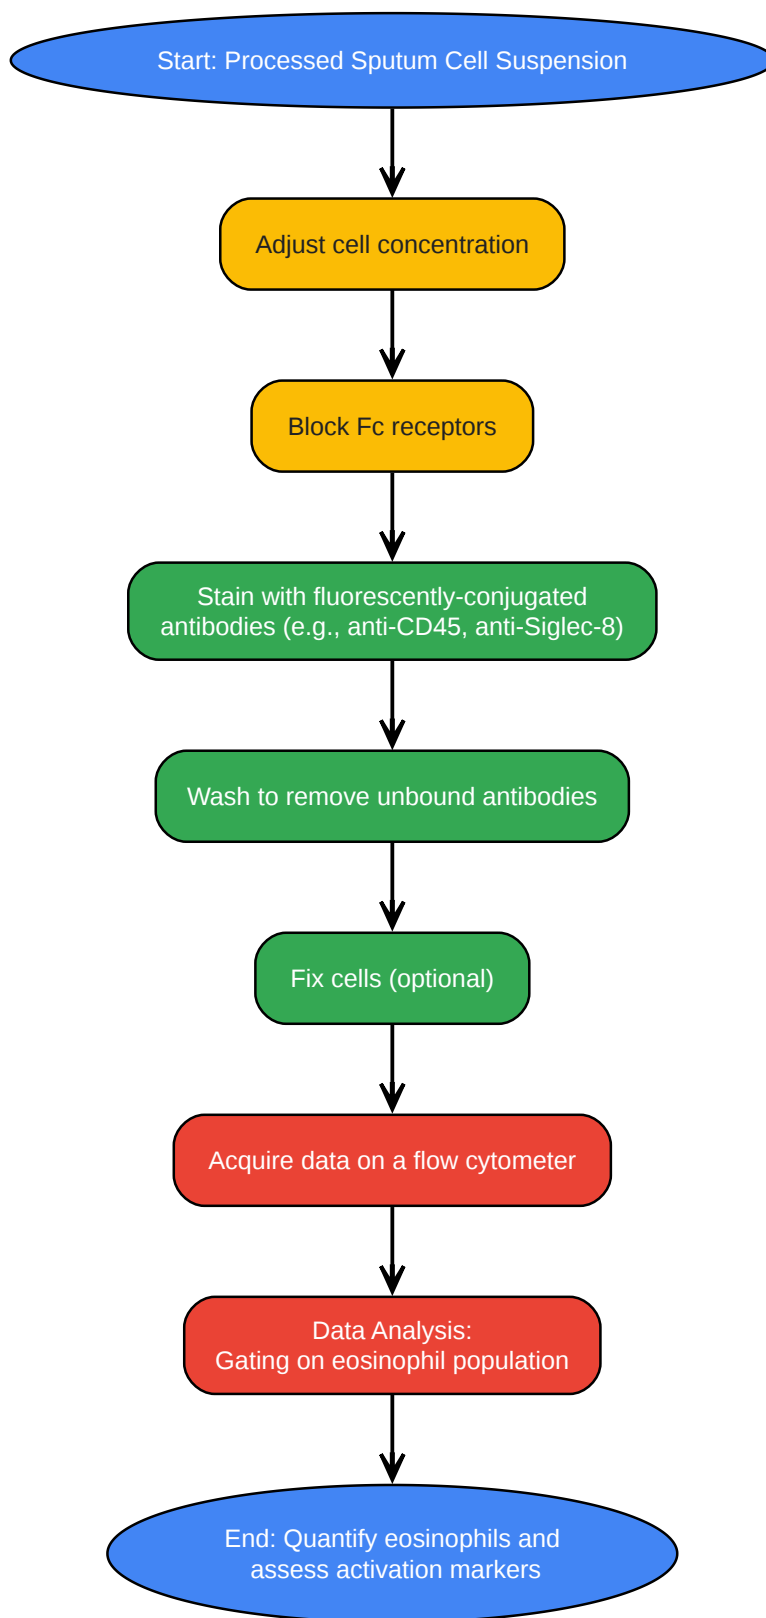 Start: Processed Sputum Cell Suspension
Adjust cell concentration
Block Fc receptors
Stain with fluorescently-conjugated
antibodies (e.g., anti-CD45, anti-Siglec-8)
Wash to remove unbound antibodies
Fix cells (optional)
Acquire data on a flow cytometer
Data Analysis:
Gating on eosinophil population
End: Quantify eosinophils and
assess activation markers